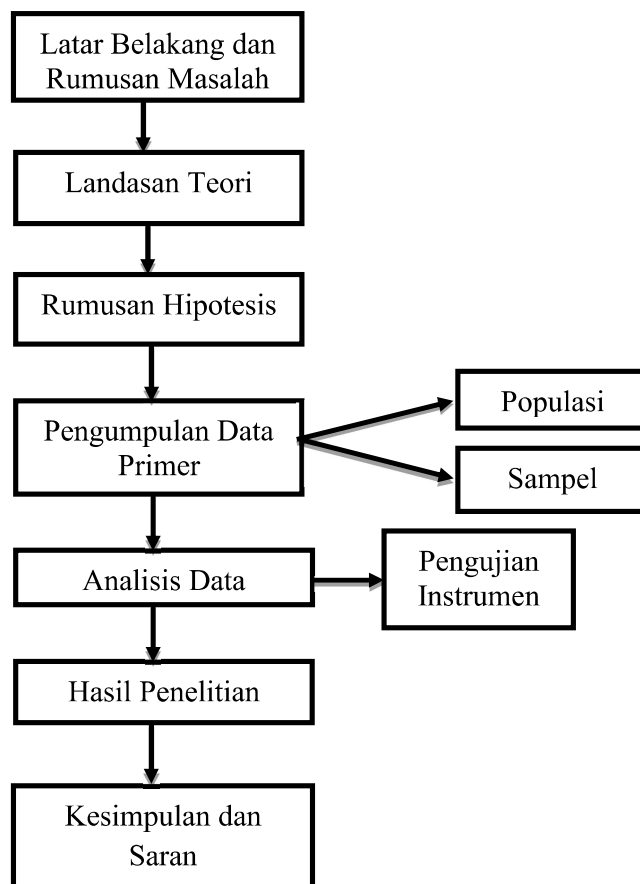 Latar Belakang dan
Rumusan Masalah
Landasan Teori
Rumusan Hipotesis
Pengumpulan Data
Primer
Populasi
Sampel
Analisis Data
Pengujian
Instrumen
Hasil Penelitian
Kesimpulan dan
Saran